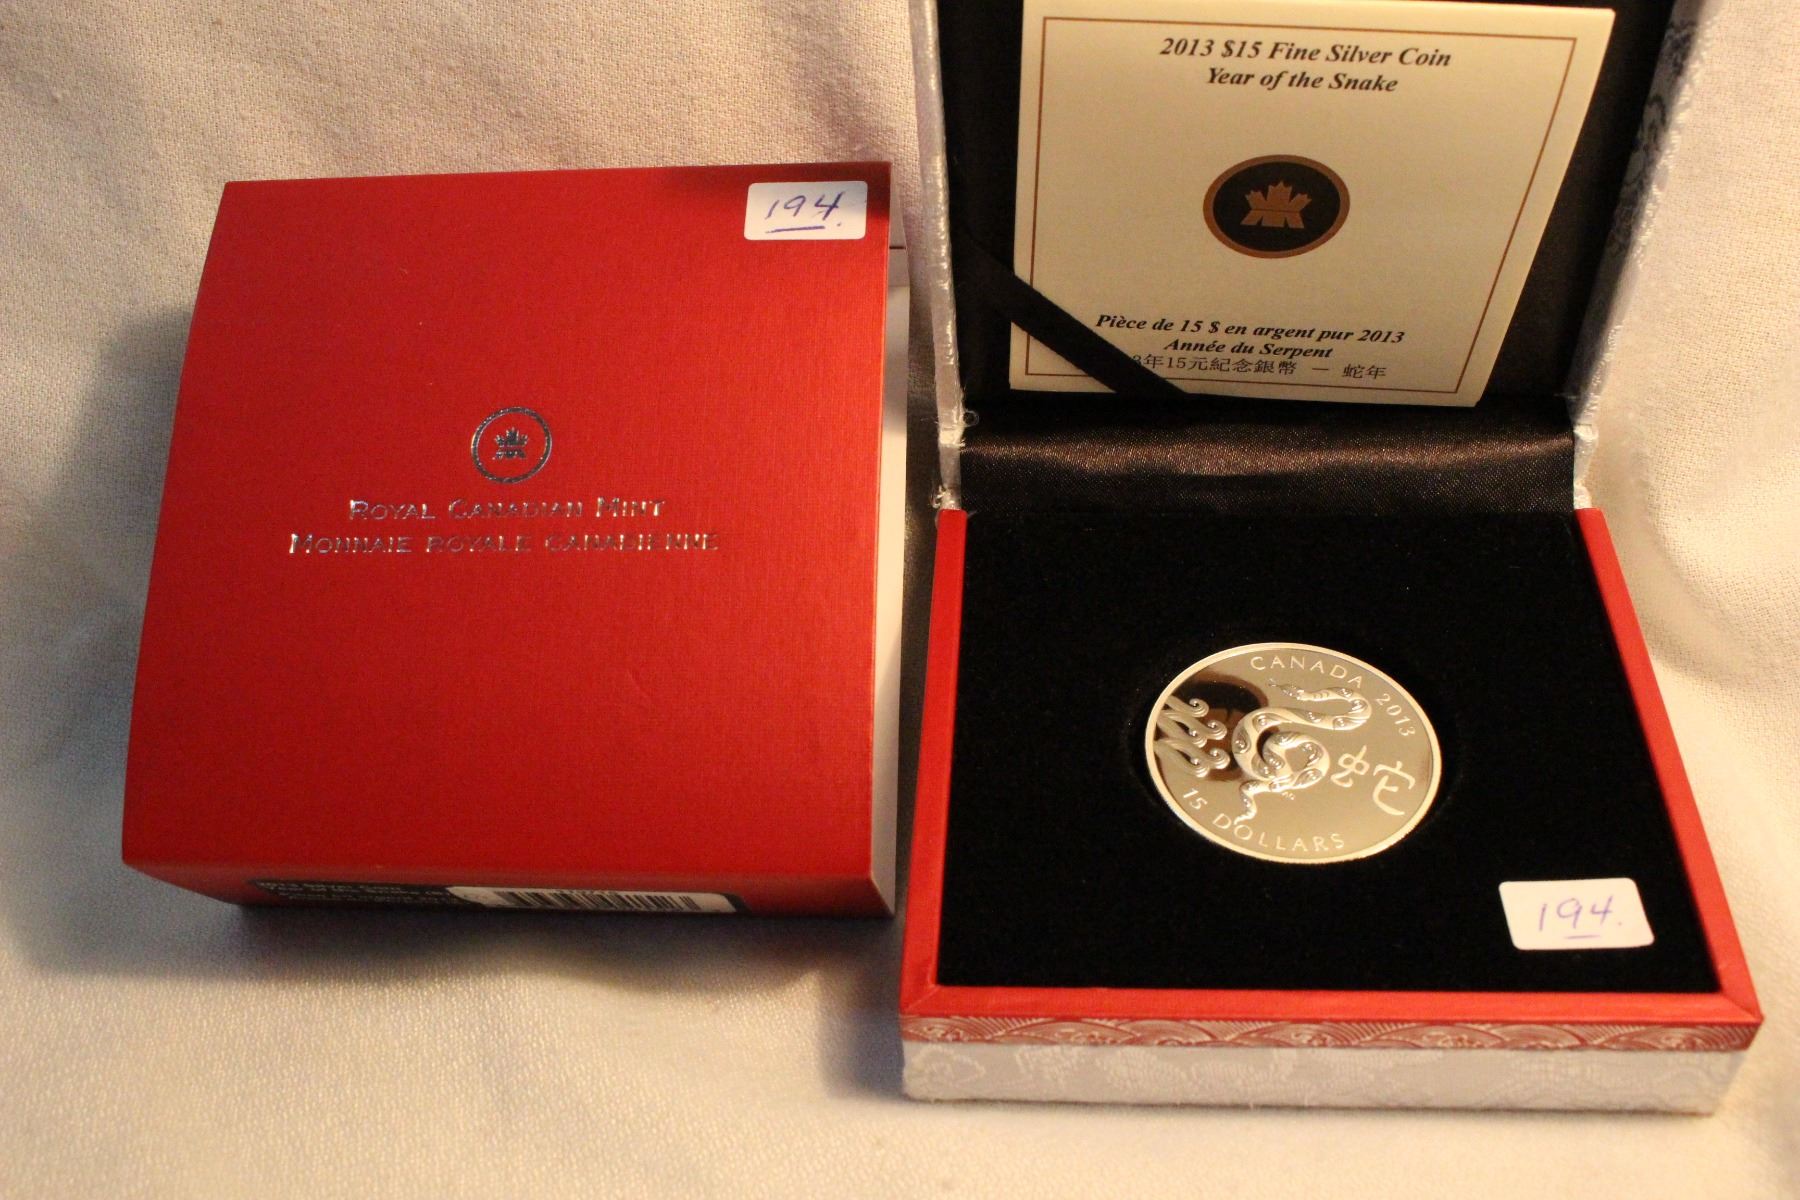 194.
ROYAL CANADIAN MINT
MONNAIE ROYALE CANADIENNE
2013 $15 Fine Silver Coin
Year of the Snake
Pièce de 15 $ en argent pur 2013
Année du Serpent
3年15元紀念銀幣 — 蛇年
CANADA 2013
蛇
15 DOLLARS
194.